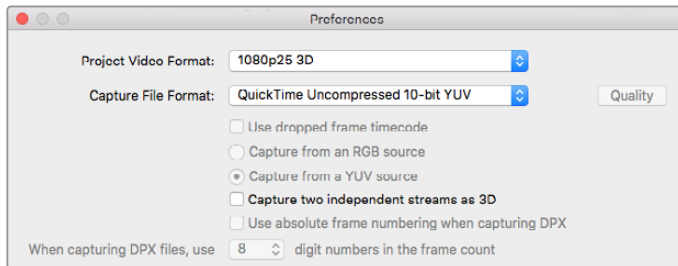 Preferences
Project Video Format: 1080p25 3D
Capture File Format: QuickTime Uncompressed 10-bit YUV Quality
Use dropped frame timecode
Capture from an RGB source
Capture from a YUV source
Capture two independent streams as 3D
Use absolute frame numbering when capturing DPX
When capturing DPX files, use 8 digit numbers in the frame count